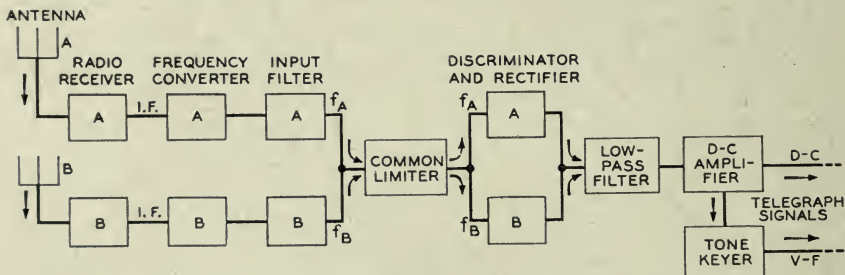 ANTENNA
A
RADIO RECEIVER
FREQUENCY CONVERTER
INPUT FILTER
DISCRIMINATOR AND RECTIFIER
A
I.F.
A
A
fA
fA
A
COMMON LIMITER
LOW-PASS FILTER
D-C AMPLI-FIER
D-C
B
B
I.F.
B
B
fB
fB
B
TELEGRAPH SIGNALS
TONE KEYER
V-F